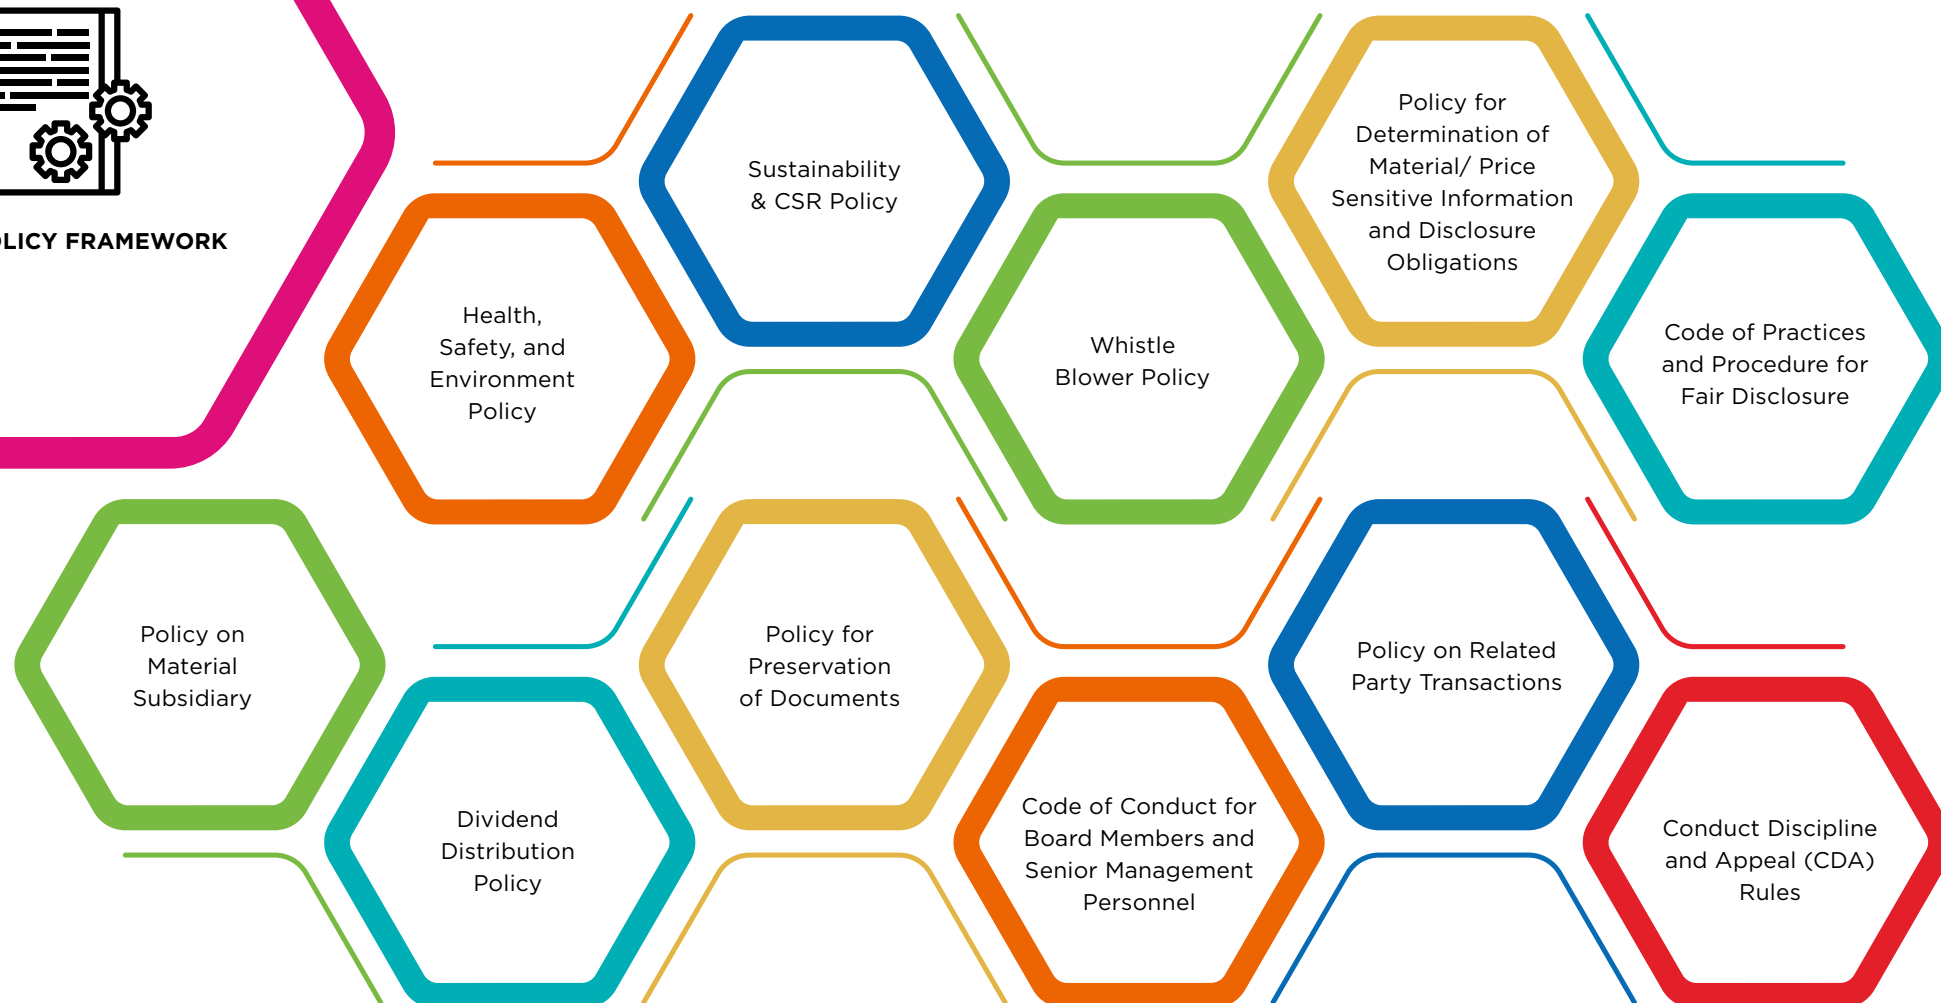 LICY FRAMEWORK
Health,
Safety, and
Environment
Policy
Sustainability
& CSR Policy
Whistle
Blower Policy
Policy for
Determination of
Material/ Price
Sensitive Information
and Disclosure
Obligations
Code of Practices
and Procedure for
Fair Disclosure
Policy on
Material
Subsidiary
Dividend
Distribution
Policy
Policy for
Preservation
of Documents
Code of Conduct for
Board Members and
Senior Management
Personnel
Policy on Related
Party Transactions
Conduct Discipline
and Appeal (CDA)
Rules